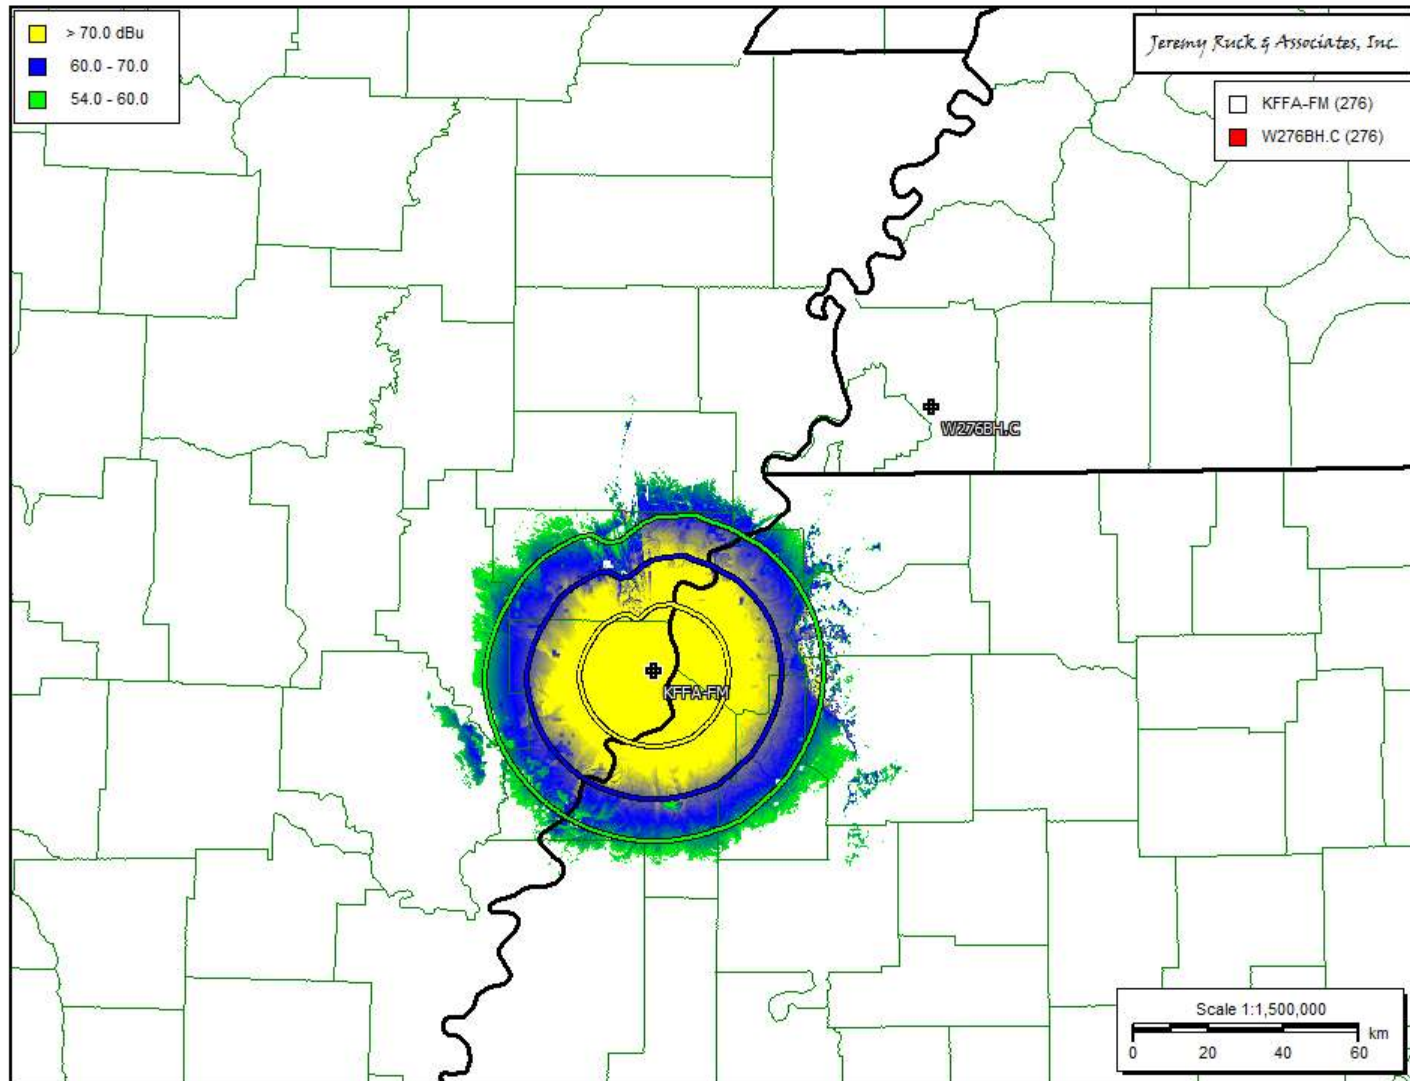 > 70.0 dBu
60.0 - 70.0
54.0 - 60.0
Jeremy Ruck & Associates, Inc.
KFFA-FM (276)
W276BH.C (276)
W276BH.C
KFFA-FM
Scale 1:1,500,000
km
0 20 40 60